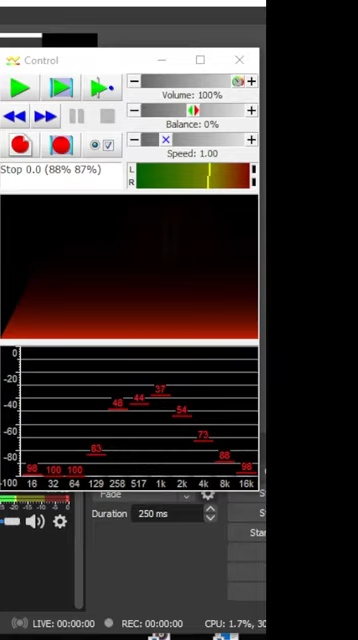 Control
Volume: 100%
Balance: 0%
Speed: 1.00
Stop 0.0 (88% 87%)
L
R
0
-20
-40
-60
-80
-100
98 100 100 83 48 44 37 54 73 88 98
16 32 64 129 258 517 1k 2k 4k 8k 16k
Fade
Duration 250 ms
LIVE: 00:00:00 REC: 00:00:00 CPU: 1.7%, 30